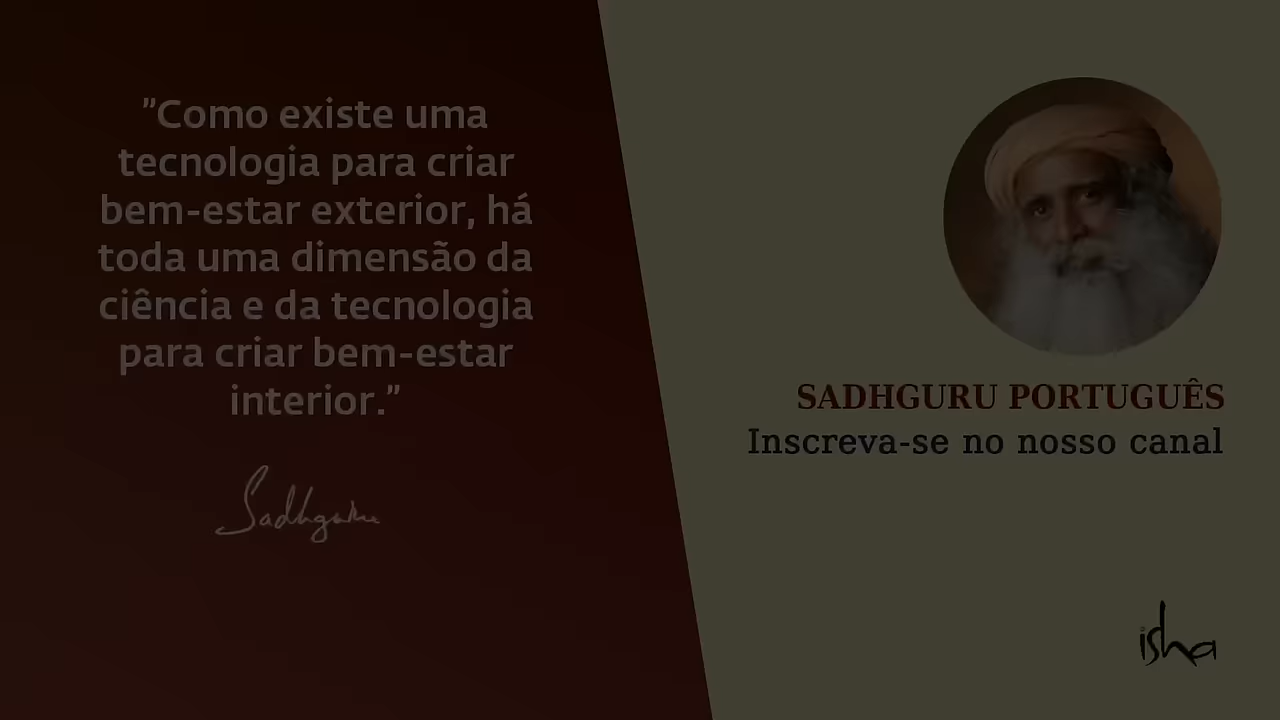 "Como existe uma
tecnologia para criar
bem-estar exterior, há
toda uma dimensão da
ciência e da tecnologia
para criar bem-estar
interior."
Sadhguru
SADHGURU PORTUGUÊS
Inscreva-se no nosso canal
isha